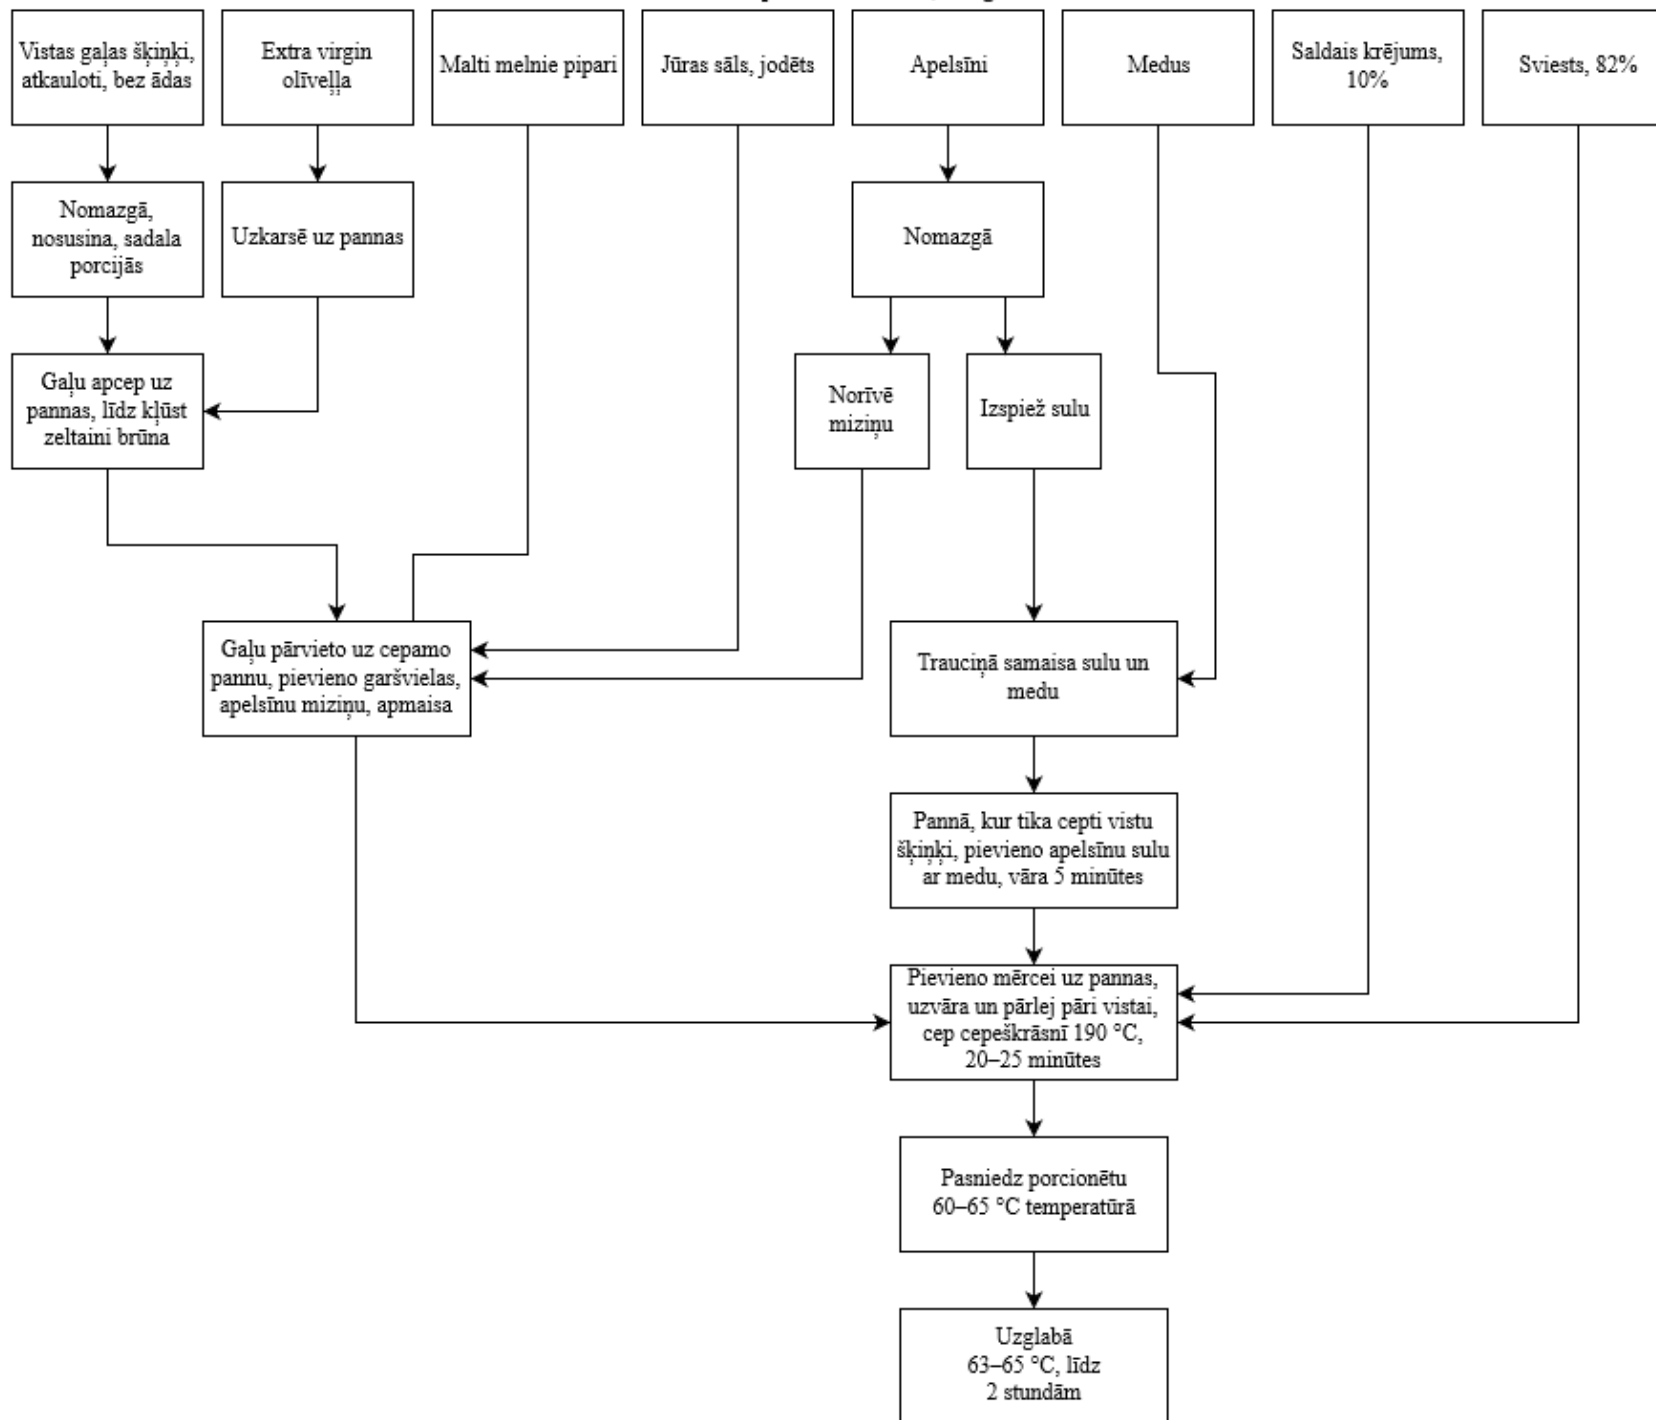 Vistas gaļas šķiņķi,
atkauloti, bez ādas
Extra virgin
olīveļļa
Malti melnie pipari
Jūras sāls, jodēts
Apelsīni
Medus
Saldais krējums,
10%
Sviests, 82%
Nomazgā,
nosusina, sadala
porcijās
Uzkarsē uz pannas
Nomazgā
Gaļu apcep uz
pannas, līdz kļūst
zeltaini brūna
Norīvē
miziņu
Izspiež sulu
Gaļu pārvieto uz cepamo
pannu, pievieno garšvielas,
apelsīnu miziņu, apmaisa
Trauciņā samaisa sulu un
medu
Pannā, kur tika cepti vistu
šķiņķi, pievieno apelsīnu sulu
ar medu, vāra 5 minūtes
Pievieno mērcei uz pannas,
uzvāra un pārlej pāri vistai,
cep cepeškrāsnī 190 °C,
20–25 minūtes
Pasniedz porcionētu
60–65 °C temperatūrā
Uzglabā
63–65 °C, līdz
2 stundām